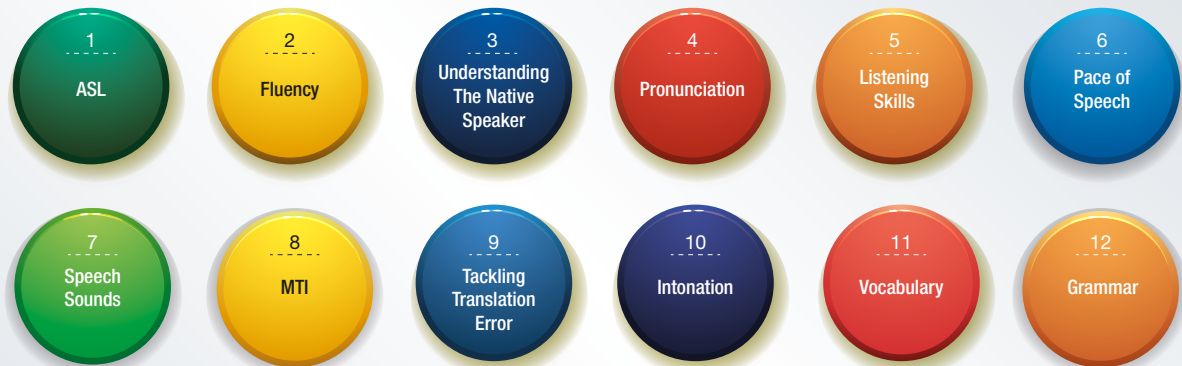 1
ASL
2
Fluency
3
Understanding
The Native
Speaker
4
Pronunciation
5
Listening
Skills
6
Pace of
Speech
7
Speech
Sounds
8
MTI
9
Tackling
Translation
Error
10
Intonation
11
Vocabulary
12
Grammar